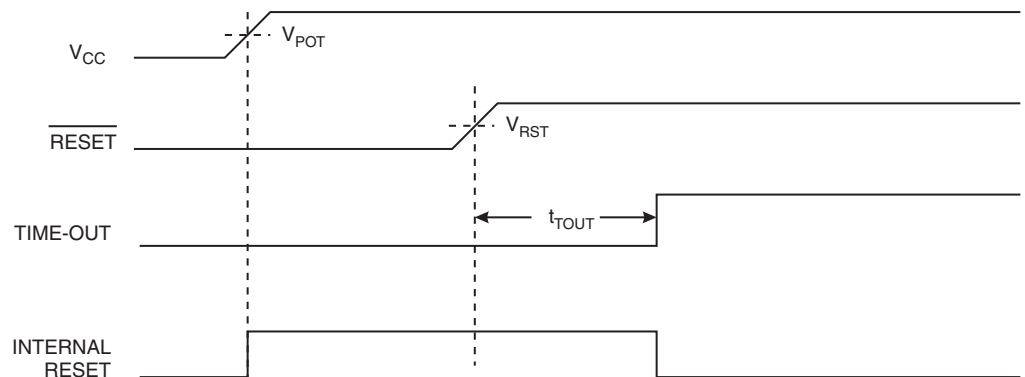 VCC
VPOT
RESET
VRST
TIME-OUT
tTOUT
INTERNAL
RESET